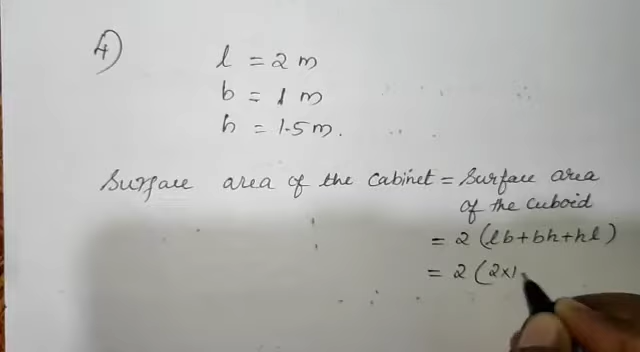 4)
l = 2 m
b = 1 m
h = 1.5 m.
Surface area of the cabinet = Surface area
of the cuboid
= 2 (lb+bh+hl)
= 2 (2×1